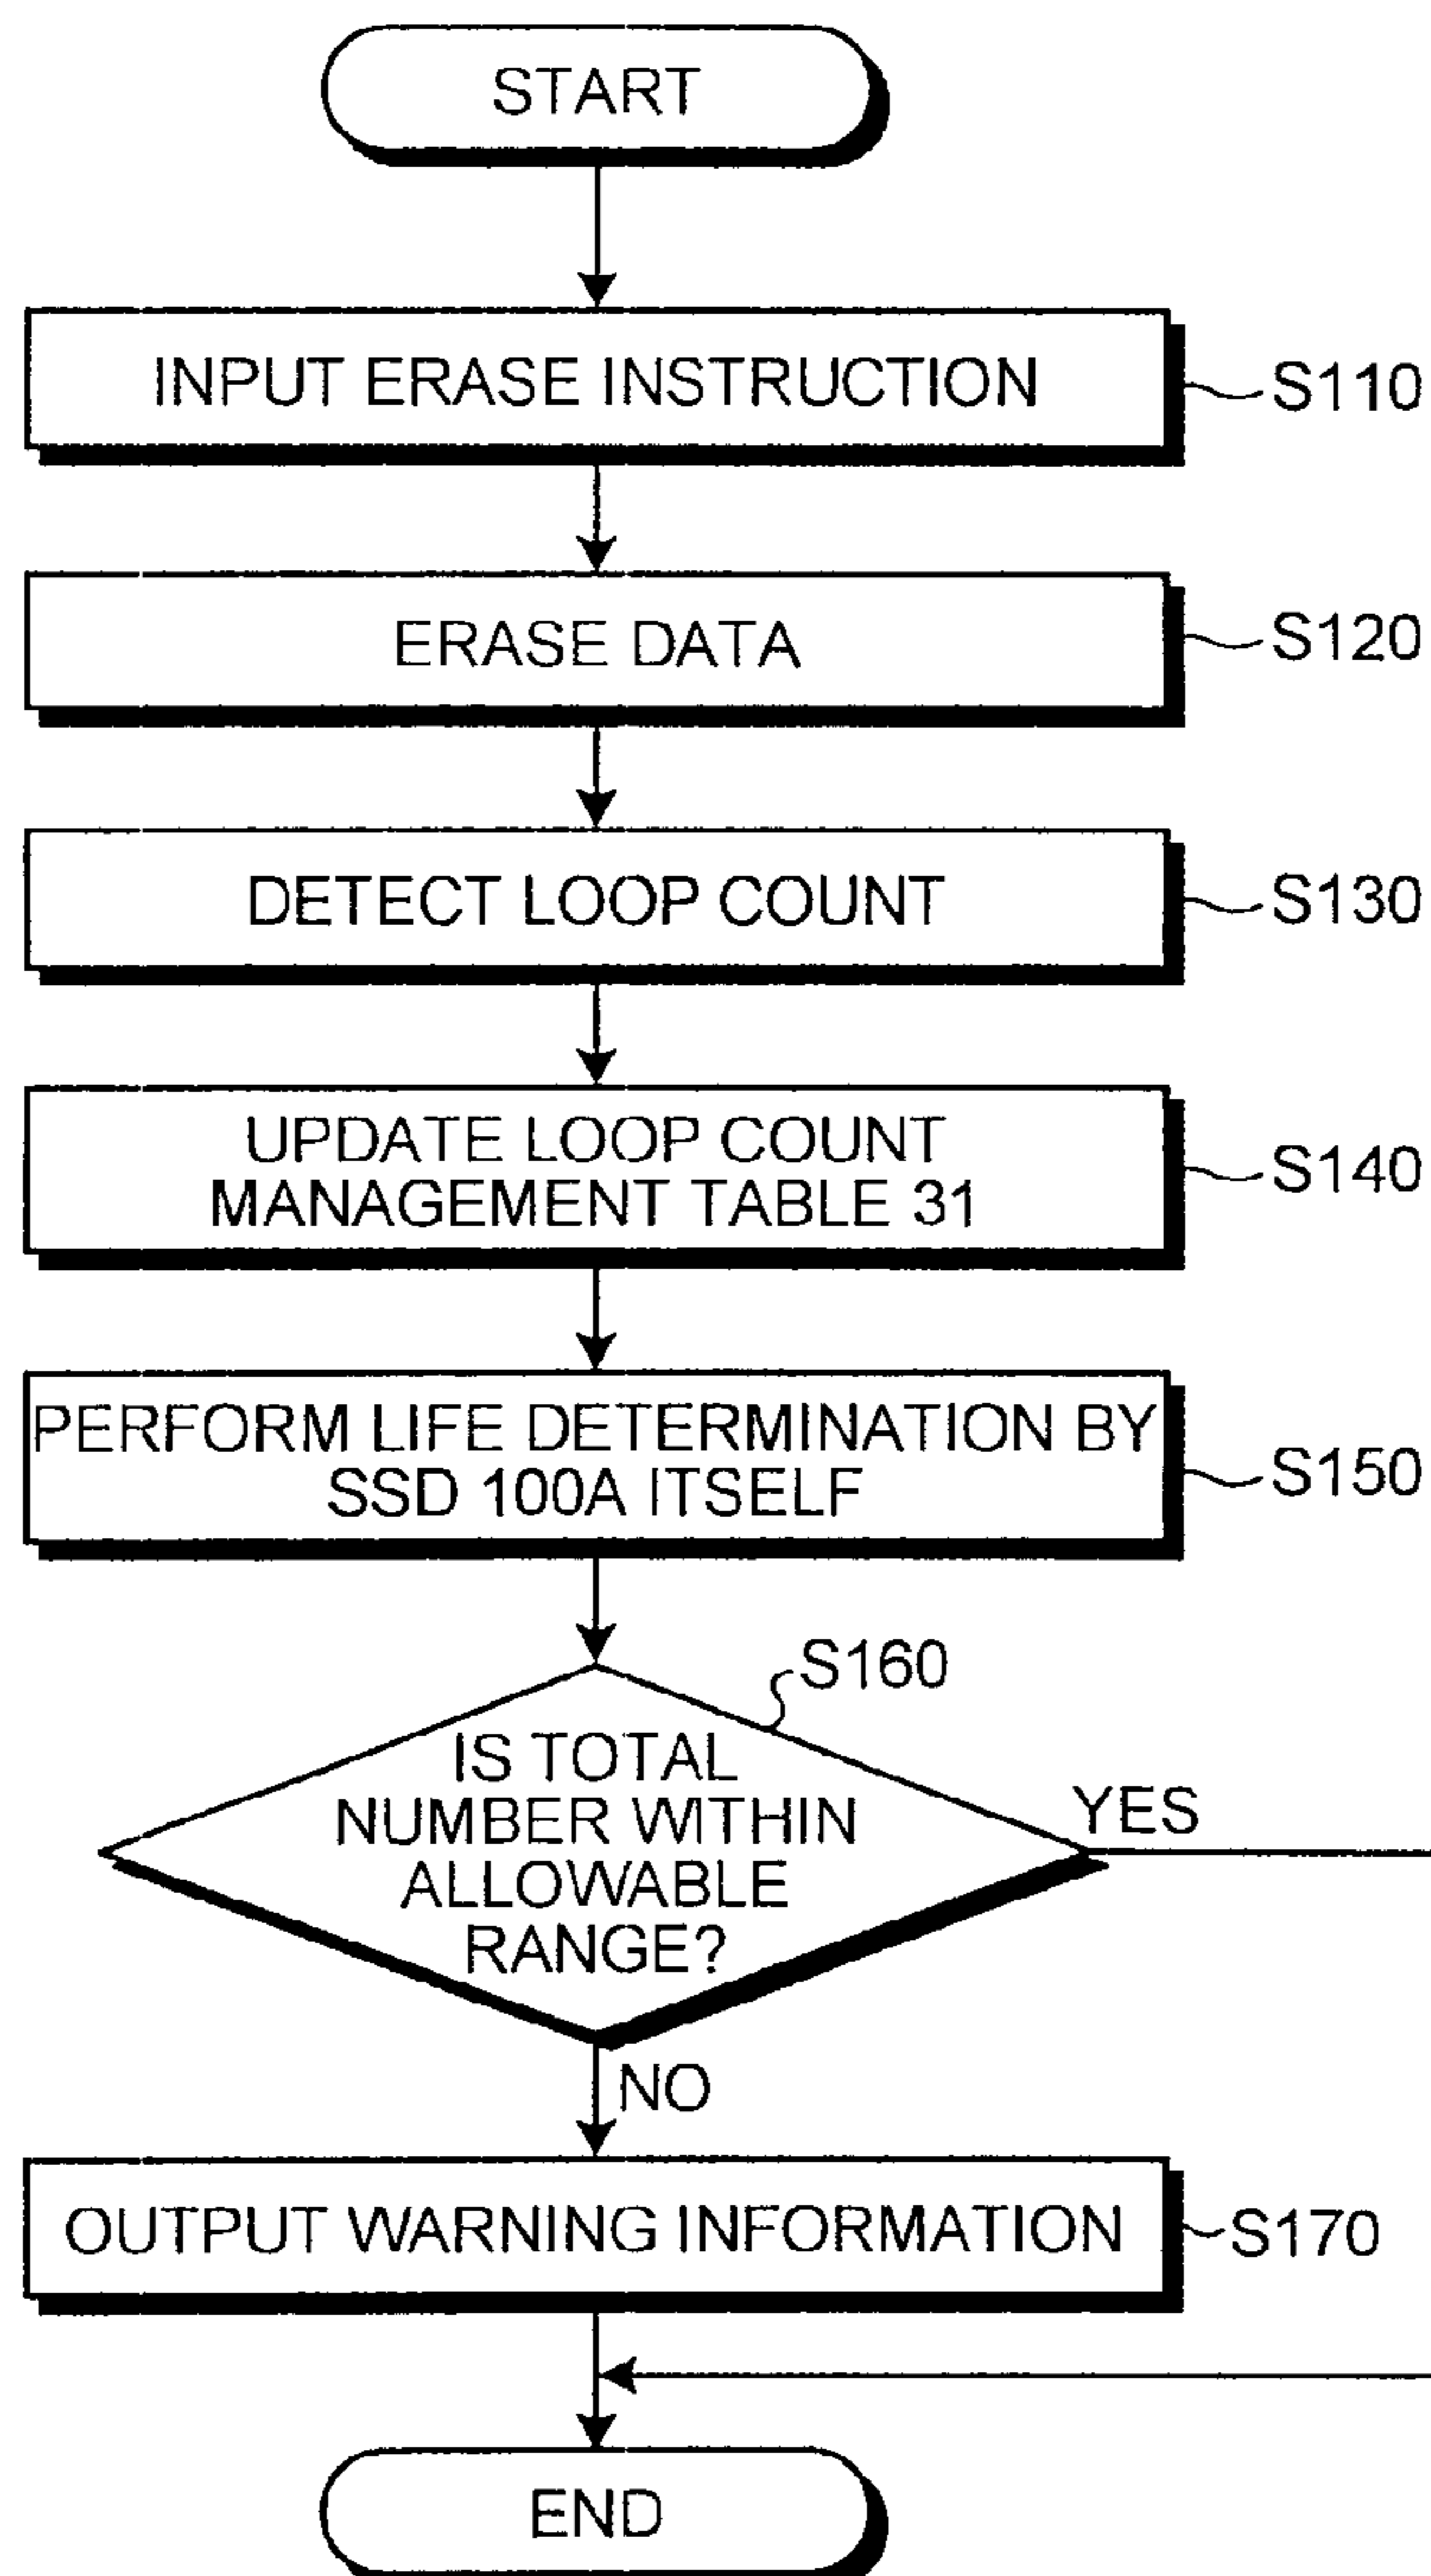 START
INPUT ERASE INSTRUCTION
S110
ERASE DATA
S120
DETECT LOOP COUNT
S130
UPDATE LOOP COUNT
MANAGEMENT TABLE 31
S140
PERFORM LIFE DETERMINATION BY
SSD 100A ITSELF
S150
S160
IS TOTAL
NUMBER WITHIN
ALLOWABLE
RANGE?
YES
NO
OUTPUT WARNING INFORMATION
S170
END